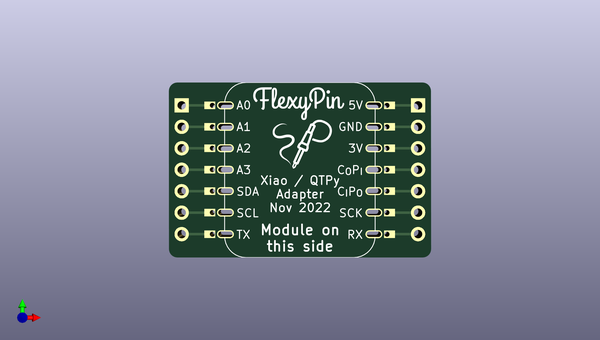 FlexyPin
A0 5V
A1 GND
A2 3V
A3 CoPi
SDA CiPo
SCL SCK
TX RX
Xiao / QTPy
Adapter
Nov 2022
Module on
this side